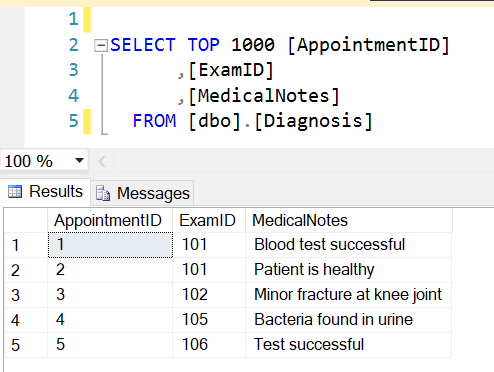 1
2 SELECT TOP 1000 [AppointmentID]
3 ,[ExamID]
4 ,[MedicalNotes]
5 FROM [dbo].[Diagnosis]
100 %
Results Messages
AppointmentID ExamID MedicalNotes
1 1 101 Blood test successful
2 2 101 Patient is healthy
3 3 102 Minor fracture at knee joint
4 4 105 Bacteria found in urine
5 5 106 Test successful